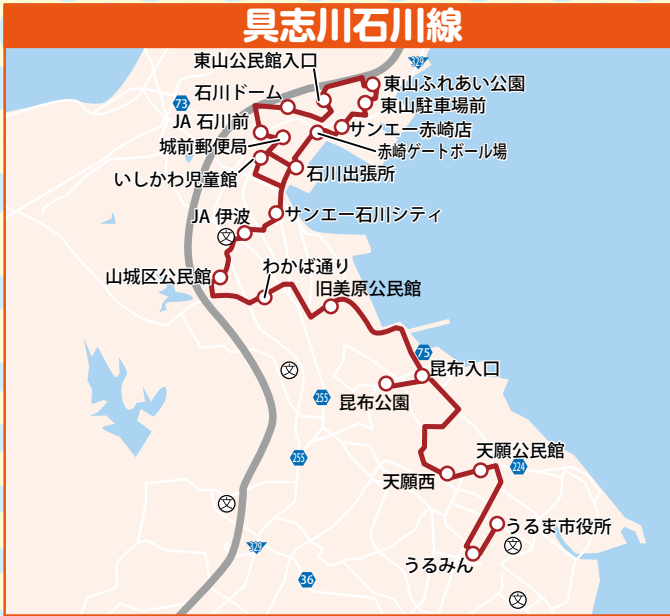 具志川石川線
329
東山公民館入口
東山ふれあい公園
石川ドーム
73
東山駐車場前
JA 石川前
サンエー赤崎店
城前郵便局
赤崎ゲートボール場
いしかわ児童館
石川出張所
JA 伊波
サンエー石川シティ
文
山城区公民館
わかば通り
旧美原公民館
75
文
昆布入口
255
昆布公園
天願公民館
255
224
天願西
文
うるま市役所
329
文
うるみん
36
文